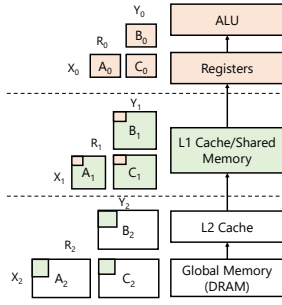 Y0
B0
ALU
R0
X0
A0
C0
Registers
Y1
B1
R1
X1
A1
C1
L1 Cache/Shared
Memory
Y2
B2
L2 Cache
R2
X2
A2
C2
Global Memory
(DRAM)